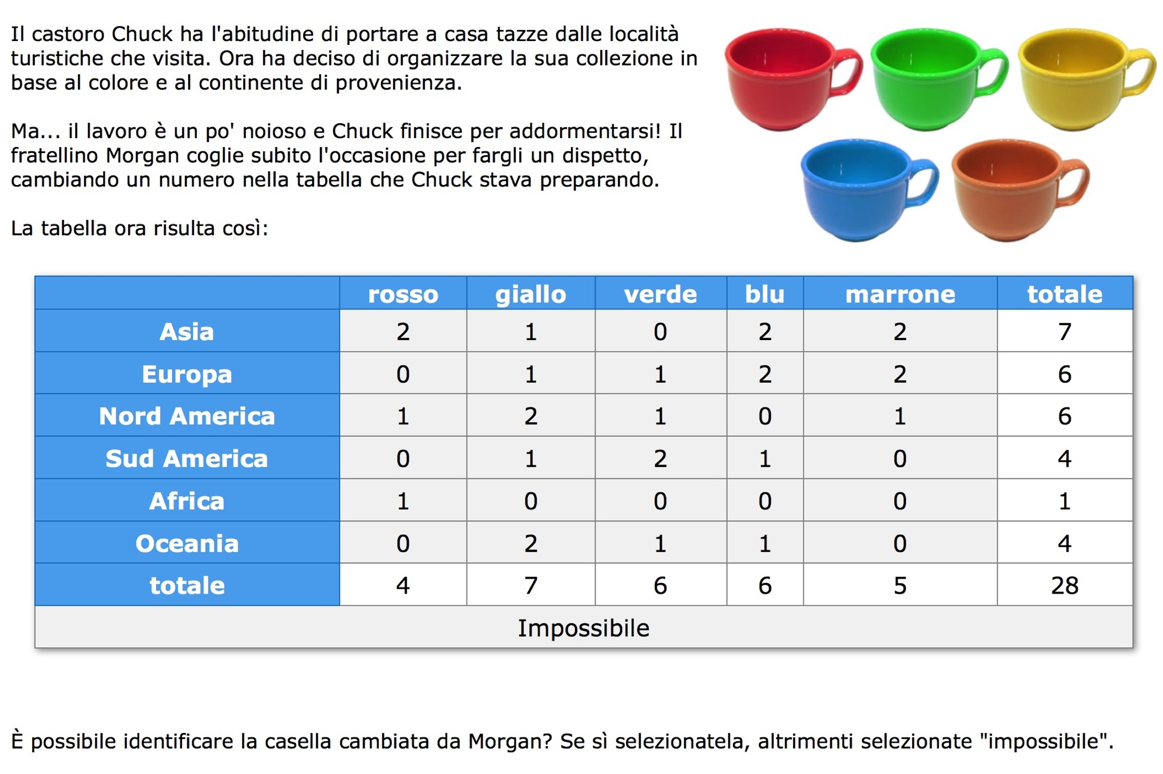 Il castoro Chuck ha l'abitudine di portare a casa tazze dalle località
turistiche che visita. Ora ha deciso di organizzare la sua collezione in
base al colore e al continente di provenienza.
Ma... il lavoro è un po' noioso e Chuck finisce per addormentarsi! Il
fratellino Morgan coglie subito l'occasione per fargli un dispetto,
cambiando un numero nella tabella che Chuck stava preparando.
La tabella ora risulta così:
rosso giallo verde blu marrone totale
Asia 2 1 0 2 2 7
Europa 0 1 1 2 2 6
Nord America 1 2 1 0 1 6
Sud America 0 1 2 1 0 4
Africa 1 0 0 0 0 1
Oceania 0 2 1 1 0 4
totale 4 7 6 6 5 28
Impossibile
È possibile identificare la casella cambiata da Morgan? Se sì selezionatela, altrimenti selezionate "impossibile".